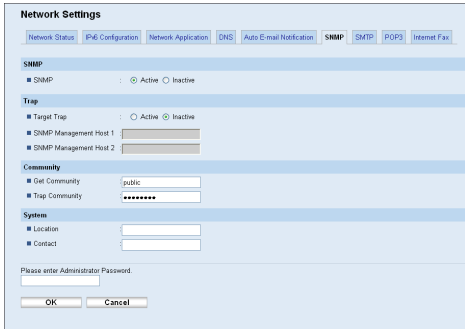 Network Settings
Network Status IPv6 Configuration Network Application DNS Auto E-mail Notification SNMP SMTP POP3 Internet Fax
SNMP
SNMP : Active Inactive
Trap
Target Trap : Active Inactive
SNMP Management Host 1 :
SNMP Management Host 2 :
Community
Get Community : public
Trap Community : ••••••••
System
Location :
Contact :
Please enter Administrator Password.
OK Cancel